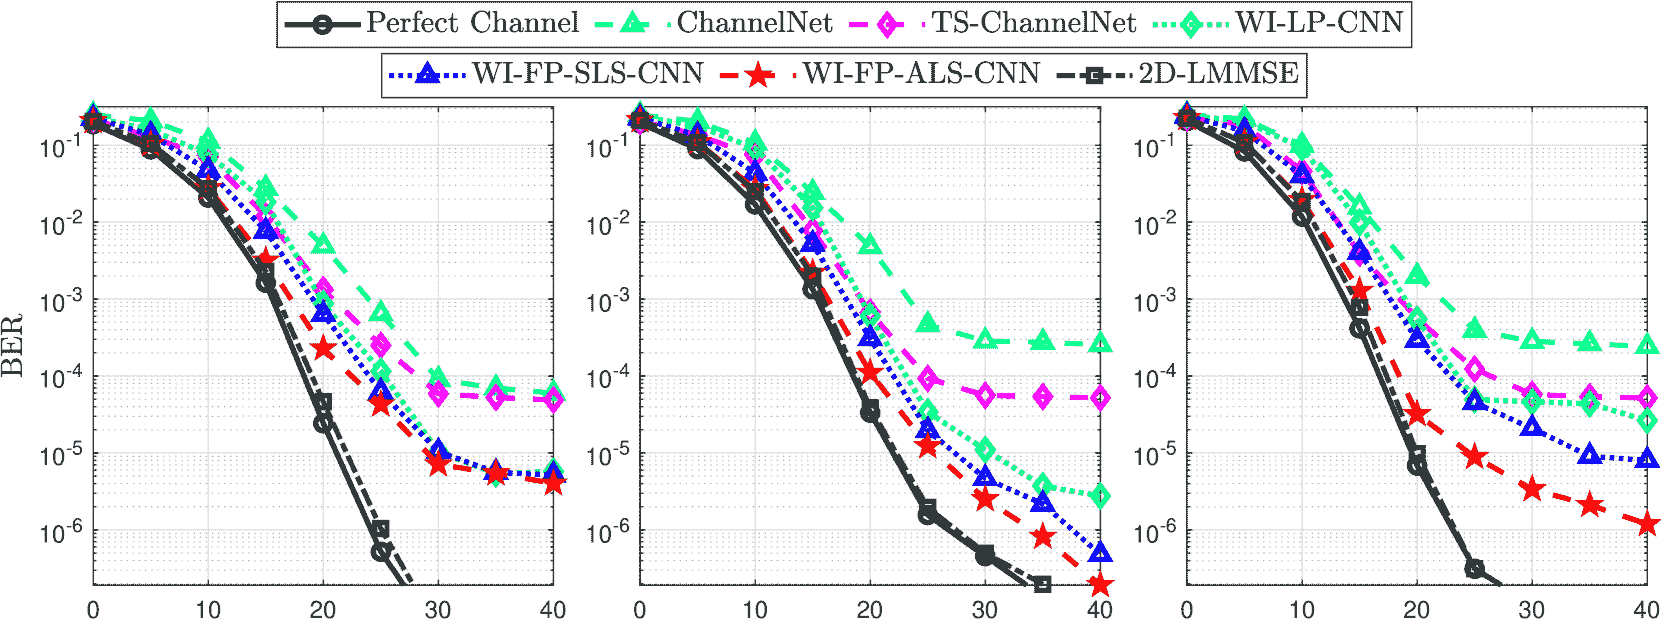 Perfect Channel ChannelNet TS-ChannelNet WI-LP-CNN
WI-FP-SLS-CNN WI-FP-ALS-CNN 2D-LMMSE
BER
10^-1 10^-1 10^-1
10^-2 10^-2 10^-2
10^-3 10^-3 10^-3
10^-4 10^-4 10^-4
10^-5 10^-5 10^-5
10^-6 10^-6 10^-6
0 10 20 30 40 0 10 20 30 40 0 10 20 30 40